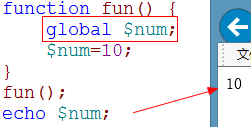 function fun() {
global $num;
$num=10;
}
fun();
echo $num;
文
10